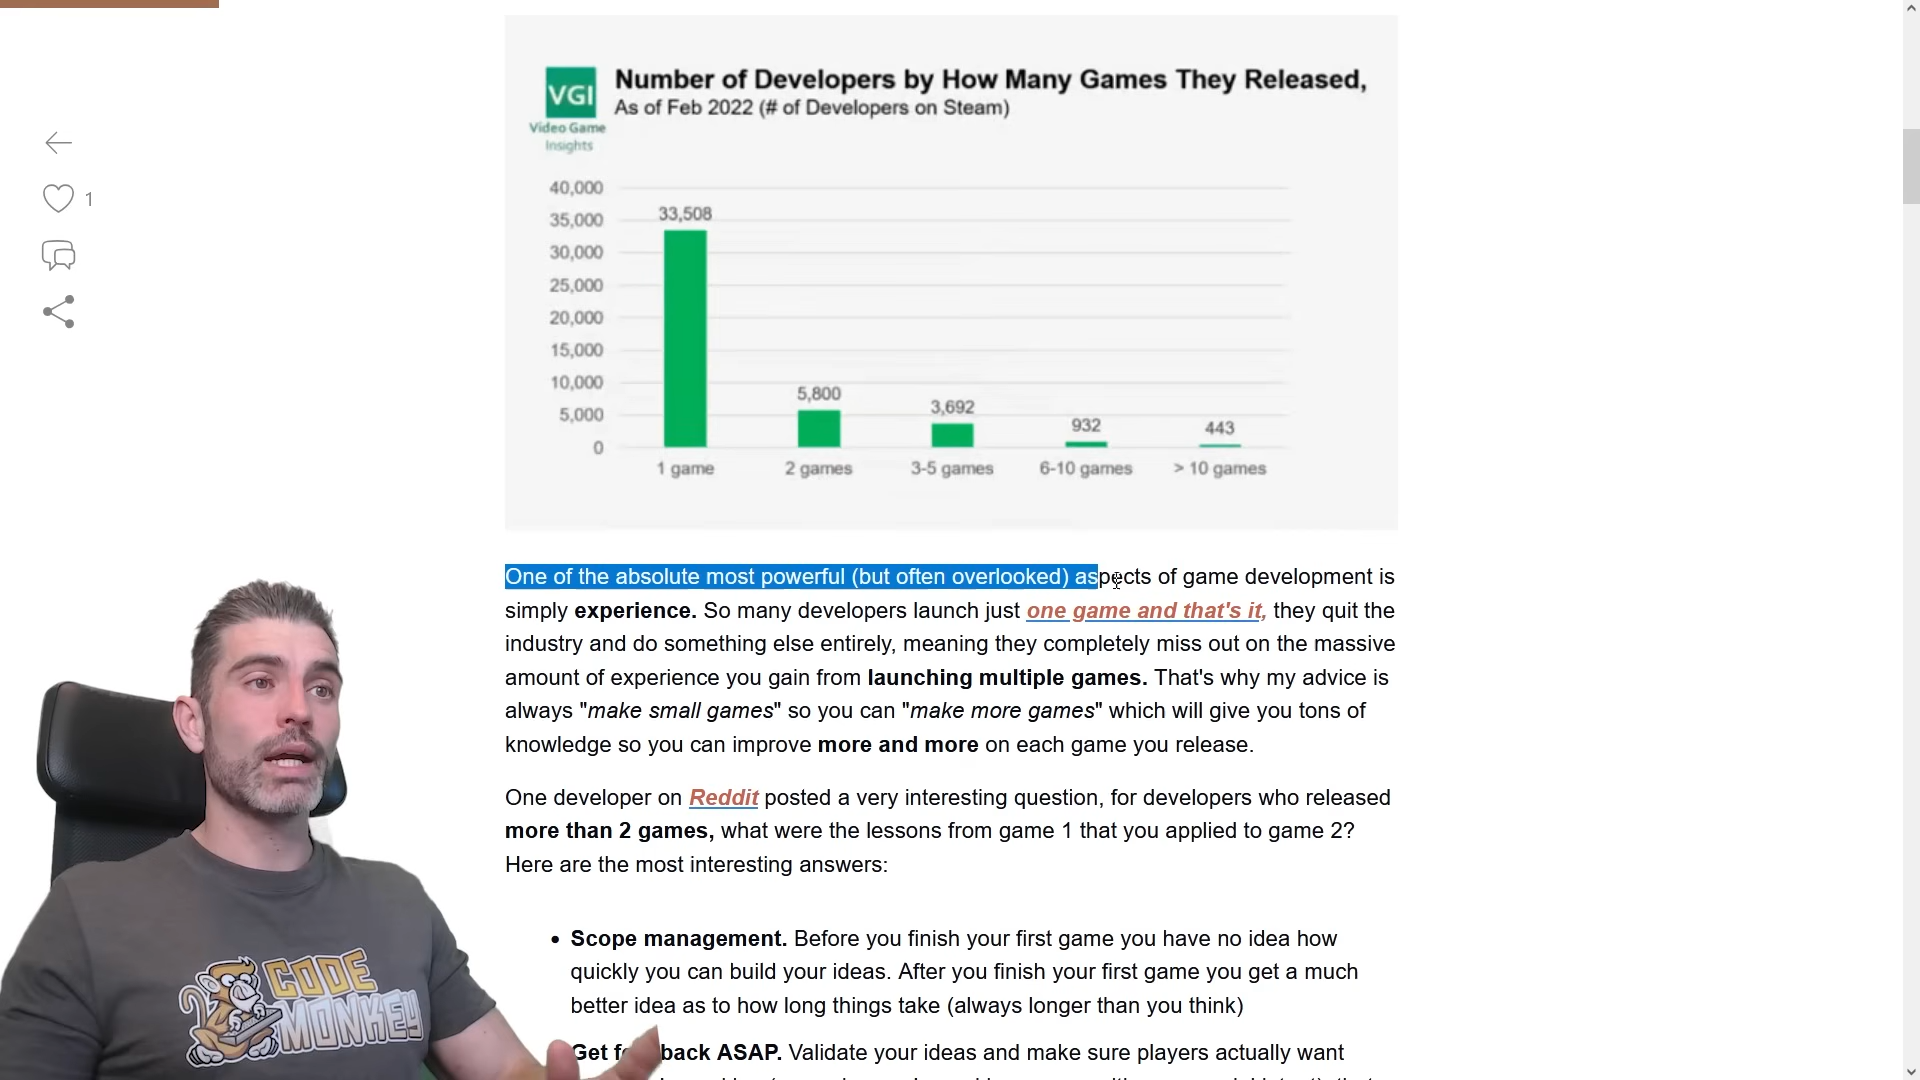 VGI
Video Game
Insights
Number of Developers by How Many Games They Released,
As of Feb 2022 (# of Developers on Steam)
1
40,000
35,000
30,000
25,000
20,000
15,000
10,000
5,000
0
33,508
5,800
3,692
932
443
1 game
2 games
3-5 games
6-10 games
> 10 games
One of the absolute most powerful (but often overlooked) aspects of game development is
simply experience. So many developers launch just one game and that's it, they quit the
industry and do something else entirely, meaning they completely miss out on the massive
amount of experience you gain from launching multiple games. That's why my advice is
always "make small games" so you can "make more games" which will give you tons of
knowledge so you can improve more and more on each game you release.
One developer on Reddit posted a very interesting question, for developers who released
more than 2 games, what were the lessons from game 1 that you applied to game 2?
Here are the most interesting answers:
• Scope management. Before you finish your first game you have no idea how
quickly you can build your ideas. After you finish your first game you get a much
better idea as to how long things take (always longer than you think)
Get ASAP. Validate your ideas and make sure players actually want
CODE
MONKEY